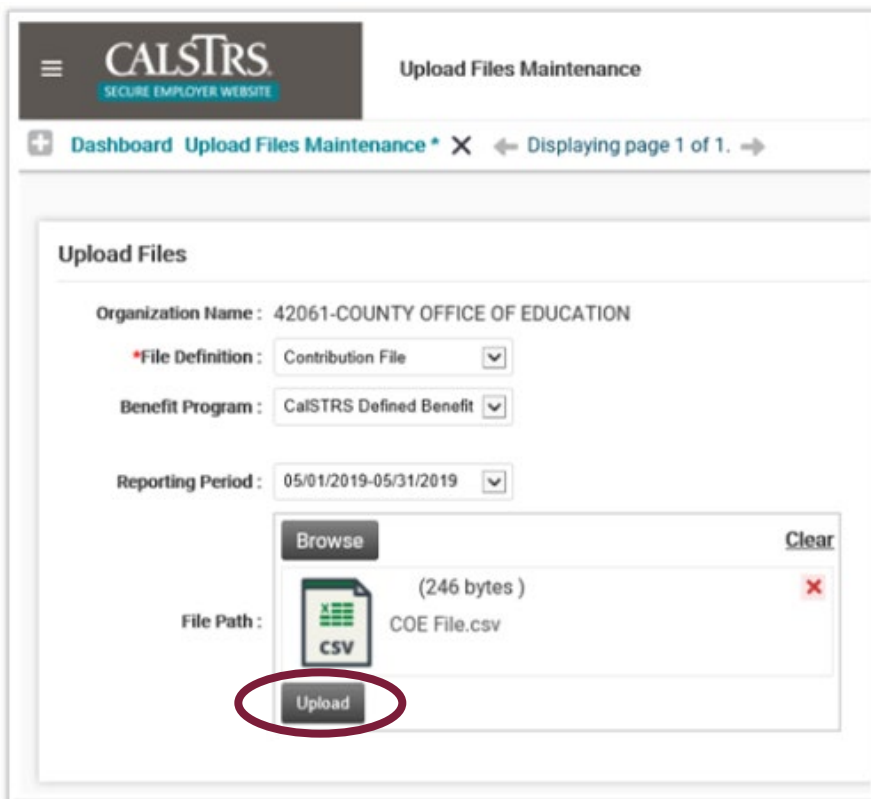 CALSTRS.
SECURE EMPLOYER WEBSITE
Upload Files Maintenance
Dashboard Upload Files Maintenance * Displaying page 1 of 1.
Upload Files
Organization Name : 42061-COUNTY OFFICE OF EDUCATION
*File Definition : Contribution File
Benefit Program : CalSTRS Defined Benefit
Reporting Period : 05/01/2019-05/31/2019
Browse Clear
(246 bytes )
File Path : COE File.csv
CSV
Upload